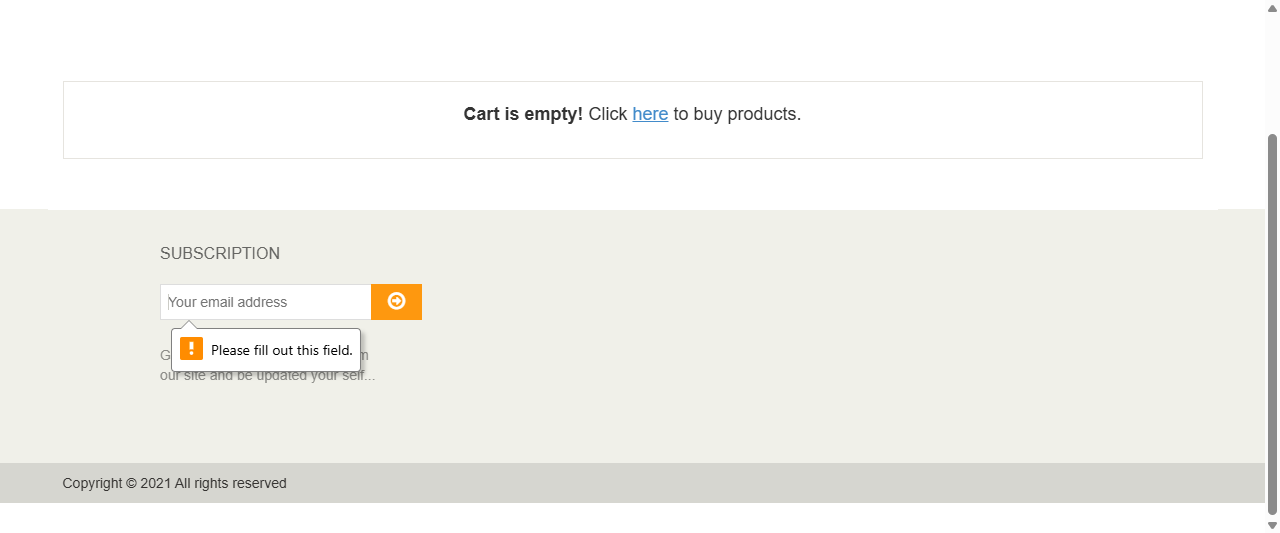 Cart is empty! Click here to buy products.
SUBSCRIPTION
Your email address
Please fill out this field.
our site and be updated your self...
Copyright © 2021 All rights reserved